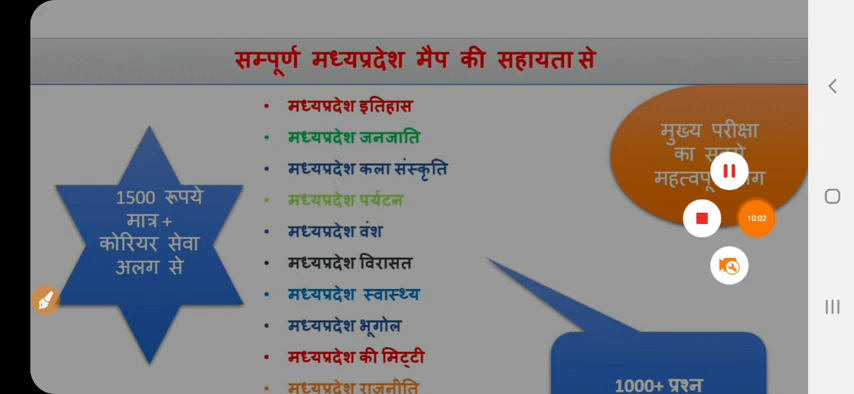 सम्पूर्ण मध्यप्रदेश मैप की सहायता से
• मध्यप्रदेश इतिहास
• मध्यप्रदेश जनजाति
• मध्यप्रदेश कला संस्कृति
• मध्यप्रदेश पर्यटन
• मध्यप्रदेश वंश
• मध्यप्रदेश विरासत
• मध्यप्रदेश स्वास्थ्य
• मध्यप्रदेश भूगोल
• मध्यप्रदेश की मिट्टी
• मध्यप्रदेश राजनीति
1500 रूपये
मात्र +
कोरियर सेवा
अलग से
मुख्य परीक्षा
का
1000+ प्रश्न
10:02